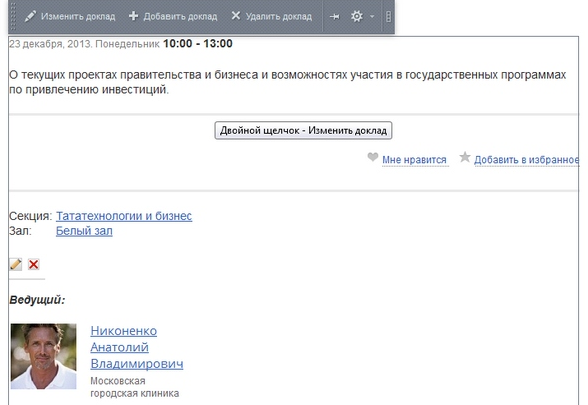 Изменить доклад Добавить доклад Удалить доклад
23 декабря, 2013. Понедельник 10:00 - 13:00
О текущих проектах правительства и бизнеса и возможностях участия в государственных программах
по привлечению инвестиций.
Двойной щелчок - Изменить доклад
Мне нравится Добавить в избранное
Секция: Тататехнологии и бизнес
Зал: Белый зал
Ведущий:
Никоненко
Анатолий
Владимирович
Московская
городская клиника